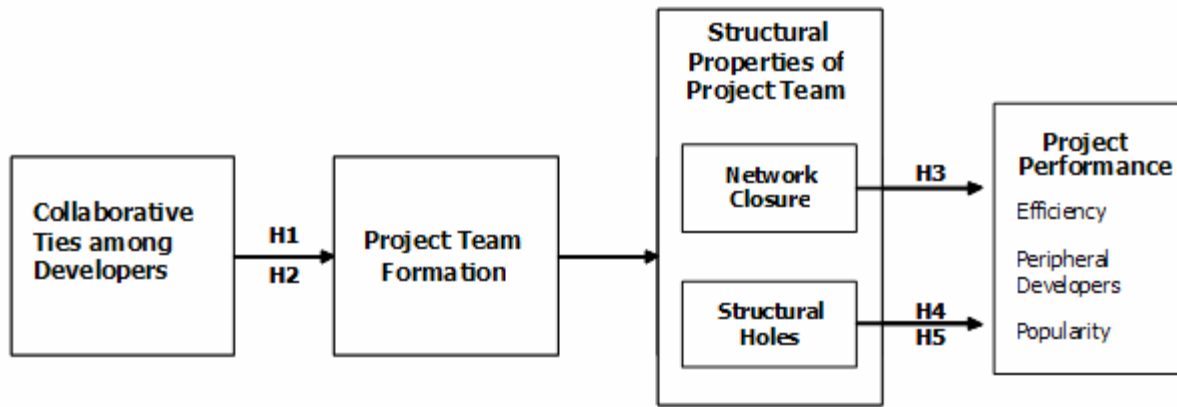 Collaborative
Ties among
Developers
H1
H2
Project Team
Formation
Structural
Properties of
Project Team
Network
Closure
Structural
Holes
H3
H4
H5
Project
Performance
Efficiency
Peripheral
Developers
Popularity